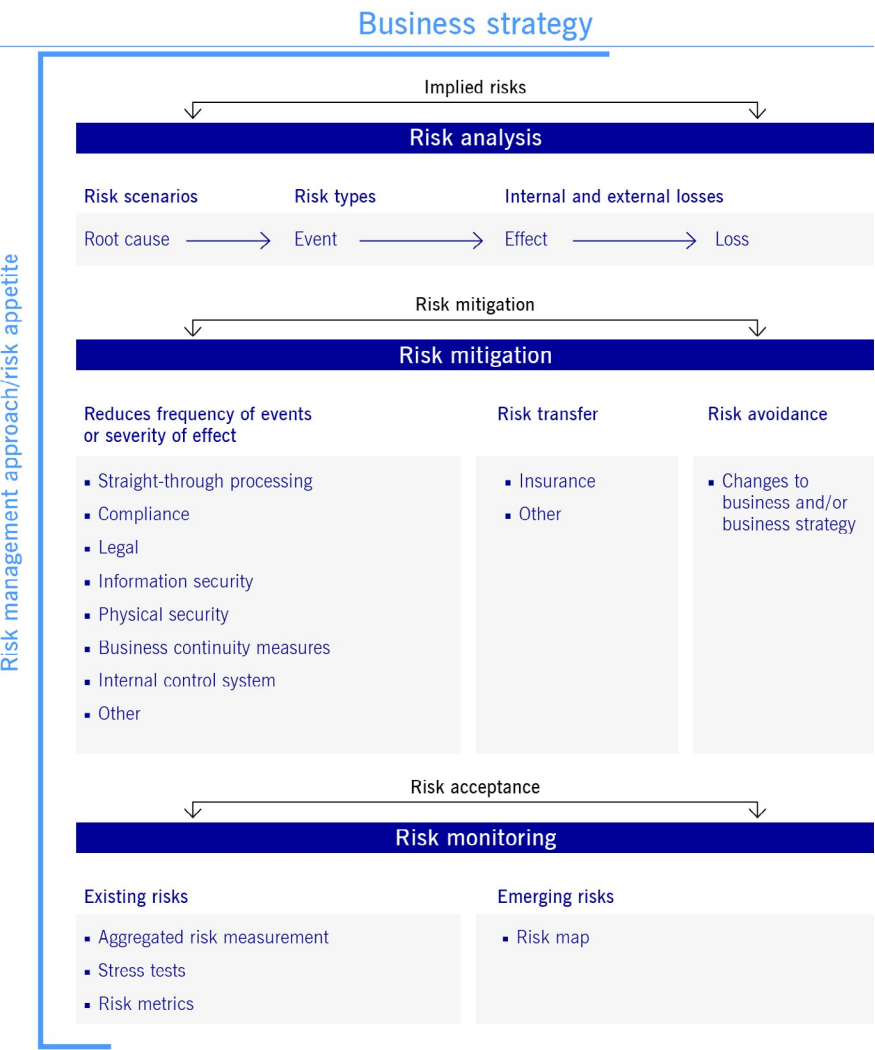 Business strategy
Risk management approach/risk appetite
Implied risks
Risk analysis
Risk scenarios
Risk types
Internal and external losses
Root cause
Event
Effect
Loss
Risk mitigation
Risk mitigation
Reduces frequency of events
or severity of effect
▪ Straight-through processing
▪ Compliance
▪ Legal
▪ Information security
▪ Physical security
▪ Business continuity measures
▪ Internal control system
▪ Other
Risk transfer
▪ Insurance
▪ Other
Risk avoidance
▪ Changes to
business and/or
business strategy
Risk acceptance
Risk monitoring
Existing risks
▪ Aggregated risk measurement
▪ Stress tests
▪ Risk metrics
Emerging risks
▪ Risk map